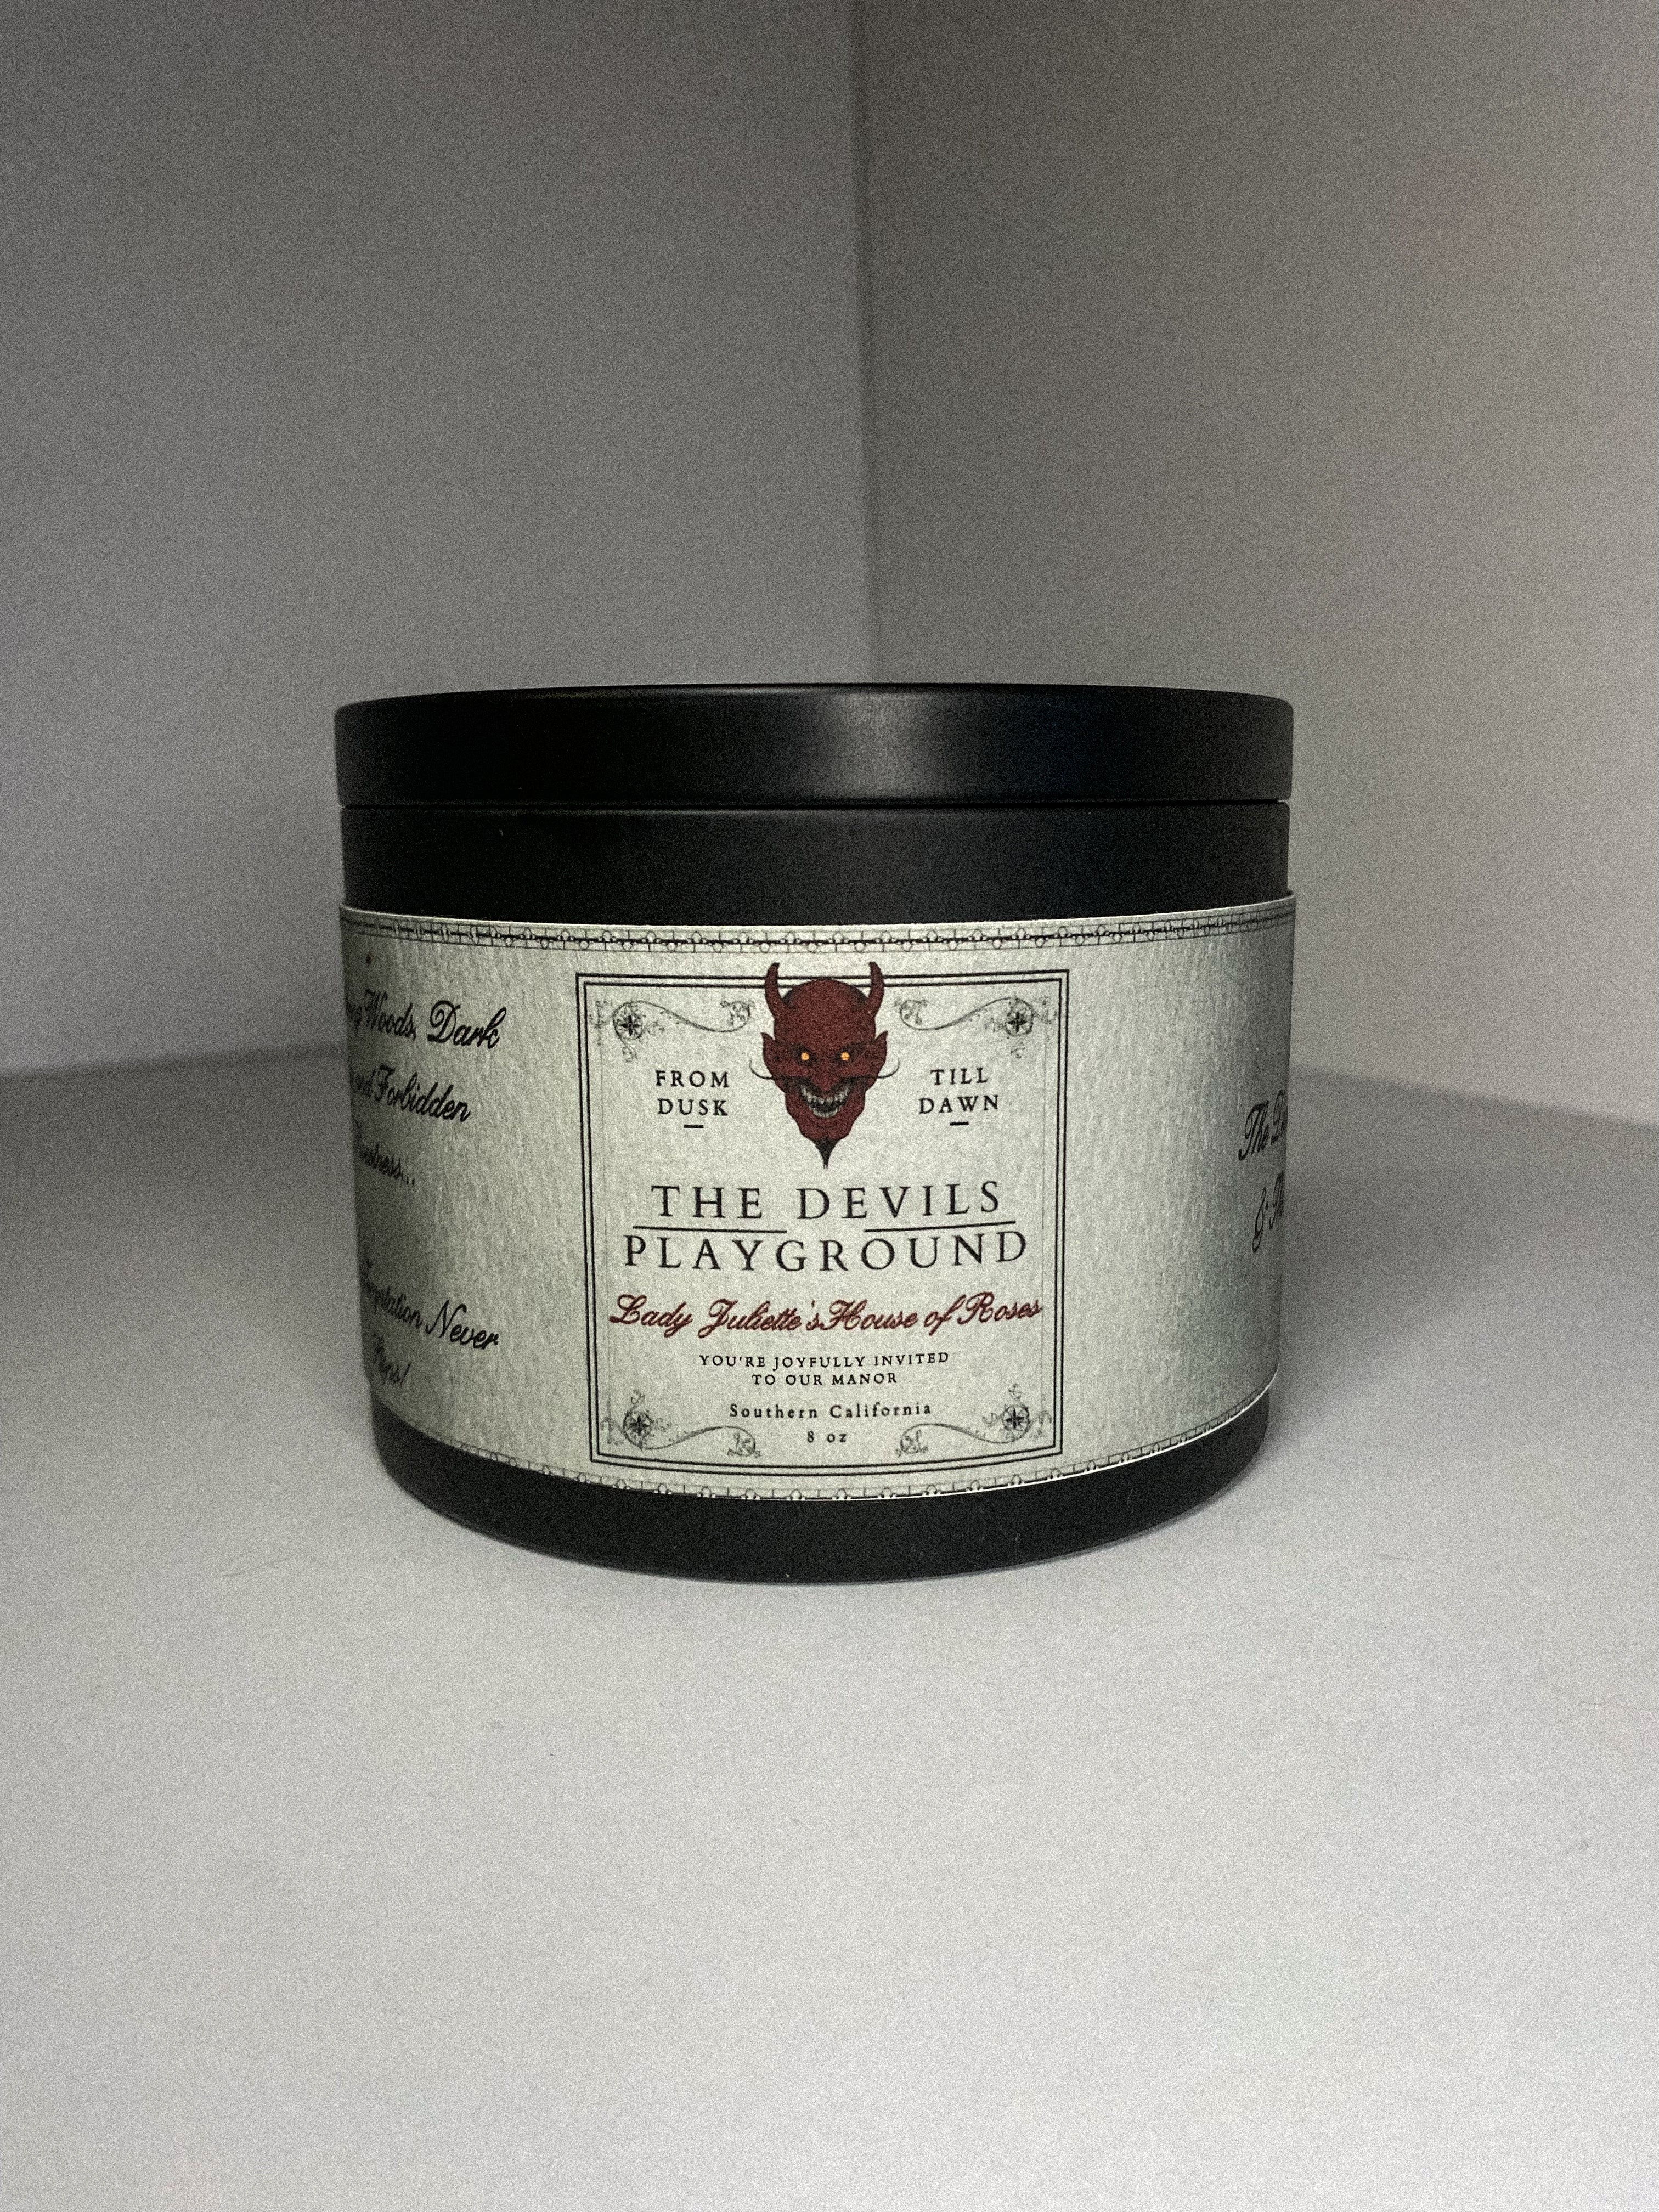 Woods, Dark
Forbidden
Temptation Never
FROM
DUSK
TILL
DAWN
THE DEVILS
PLAYGROUND
Lady Juliette's House of Roses
YOU'RE JOYFULLY INVITED
TO OUR MANOR
Southern California
8 oz
The
&